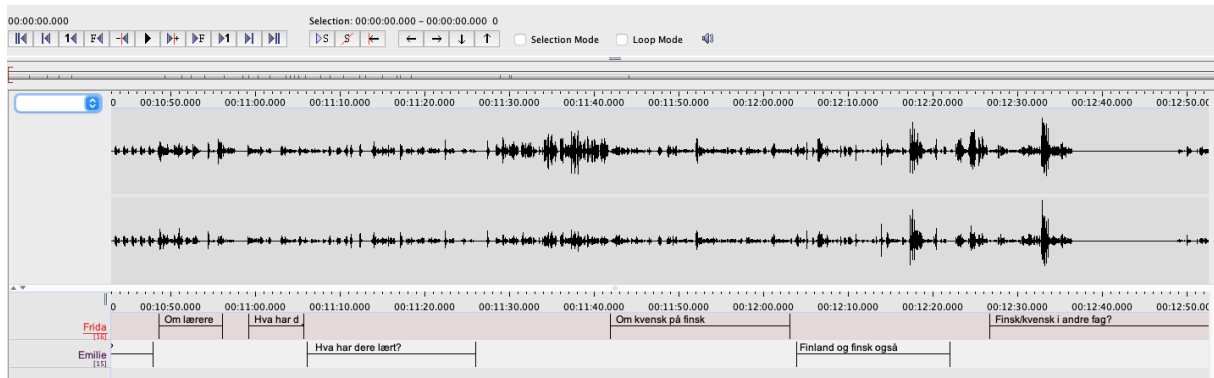 00:00:00.000 Selection: 00:00:00.000 – 00:00:00.000 0
1 F F 1 S S Selection Mode Loop Mode
0 00:10:50.000 00:11:00.000 00:11:10.000 00:11:20.000 00:11:30.000 00:11:40.000 00:11:50.000 00:12:00.000 00:12:10.000 00:12:20.000 00:12:30.000 00:12:40.000 00:12:50.00
0 00:10:50.000 00:11:00.000 00:11:10.000 00:11:20.000 00:11:30.000 00:11:40.000 00:11:50.000 00:12:00.000 00:12:10.000 00:12:20.000 00:12:30.000 00:12:40.000 00:12:50.00
Frida Om lærere Hva har d Om kvensk på finsk Finsk/kvensk i andre fag?
[16]
Emilie ? Hva har dere lært? Finland og finsk også
[15]